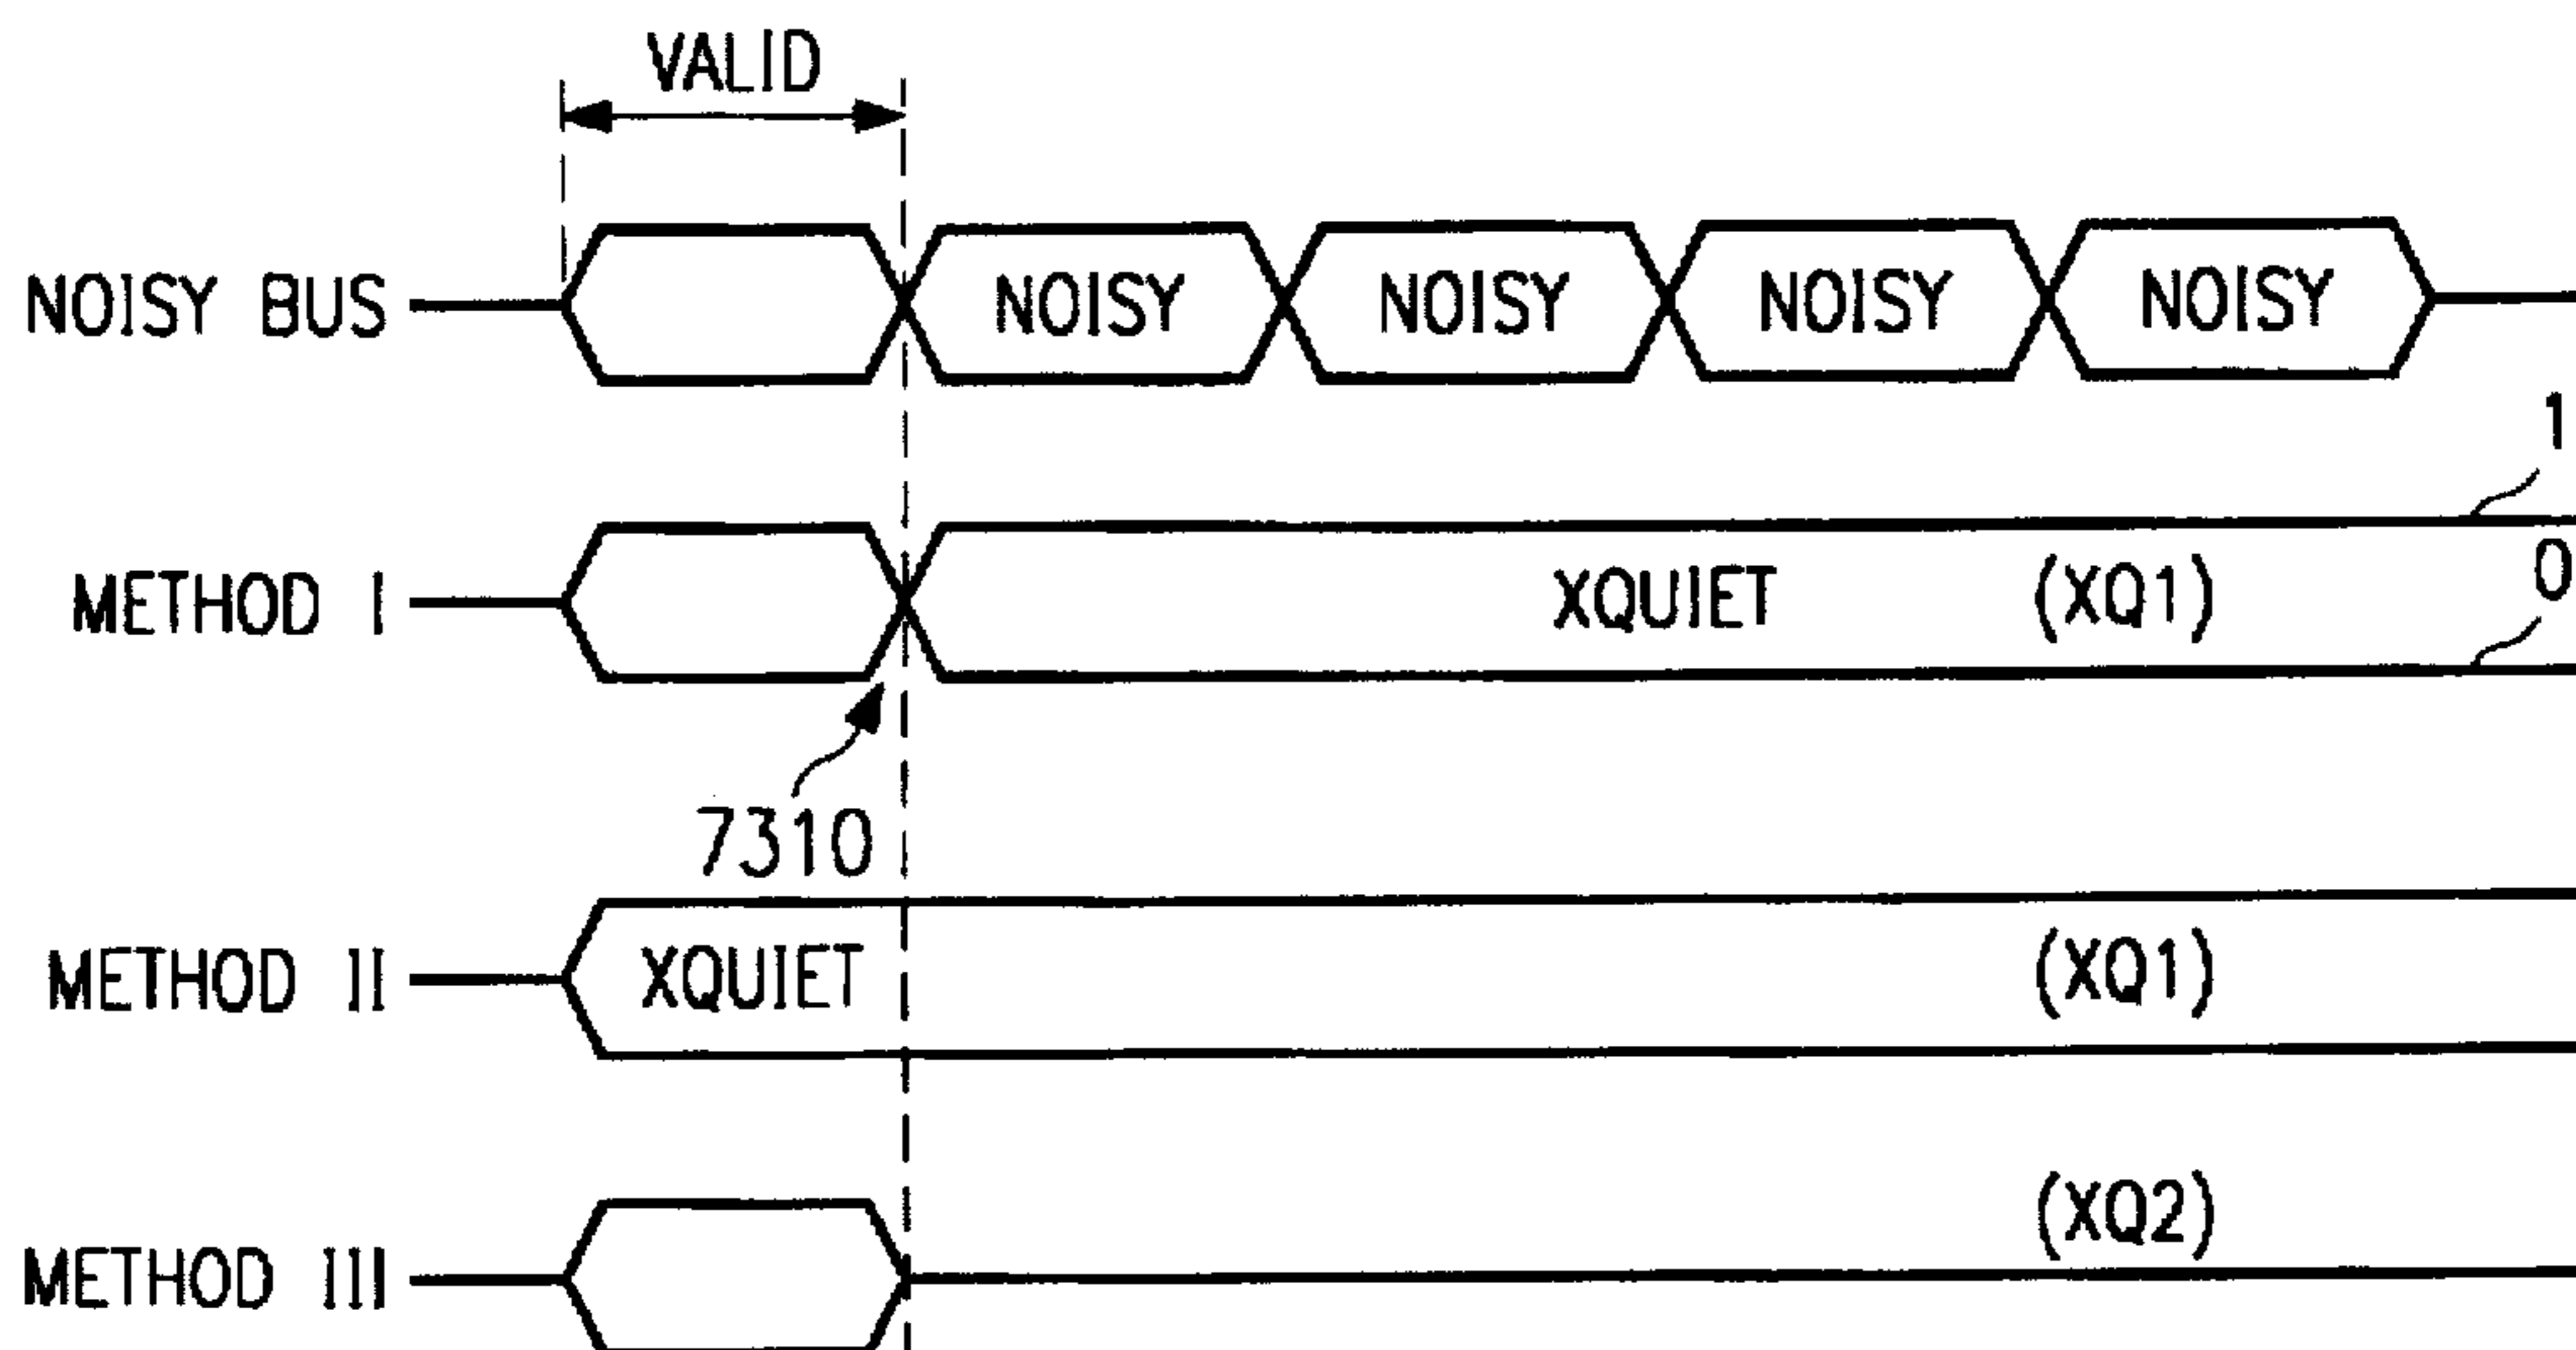 VALID
NOISY BUS NOISY NOISY NOISY NOISY
1
METHOD I XQUIET (XQ1) 0
7310
METHOD II XQUIET (XQ1)
(XQ2)
METHOD III